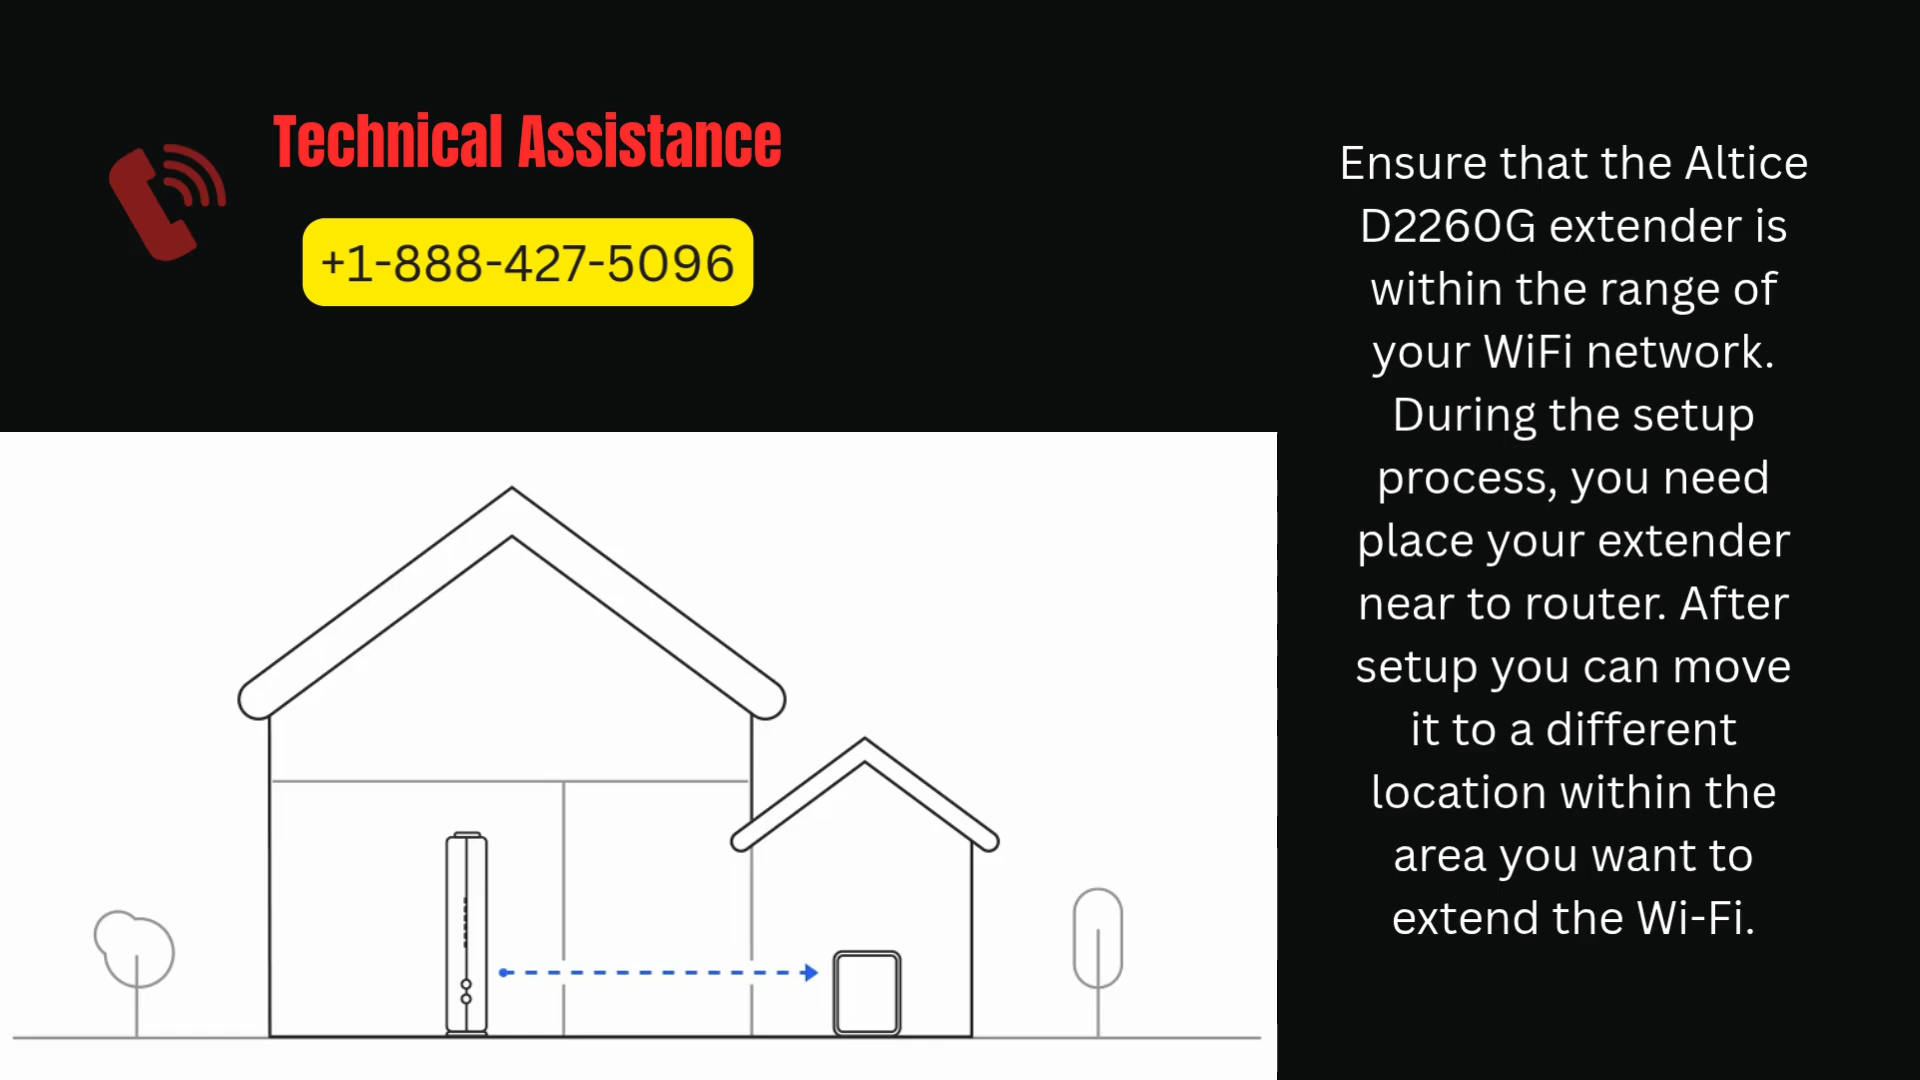 Technical Assistance
+1-888-427-5096
Ensure that the Altice
D2260G extender is
within the range of
your WiFi network.
During the setup
process, you need
place your extender
near to router. After
setup you can move
it to a different
location within the
area you want to
extend the Wi-Fi.